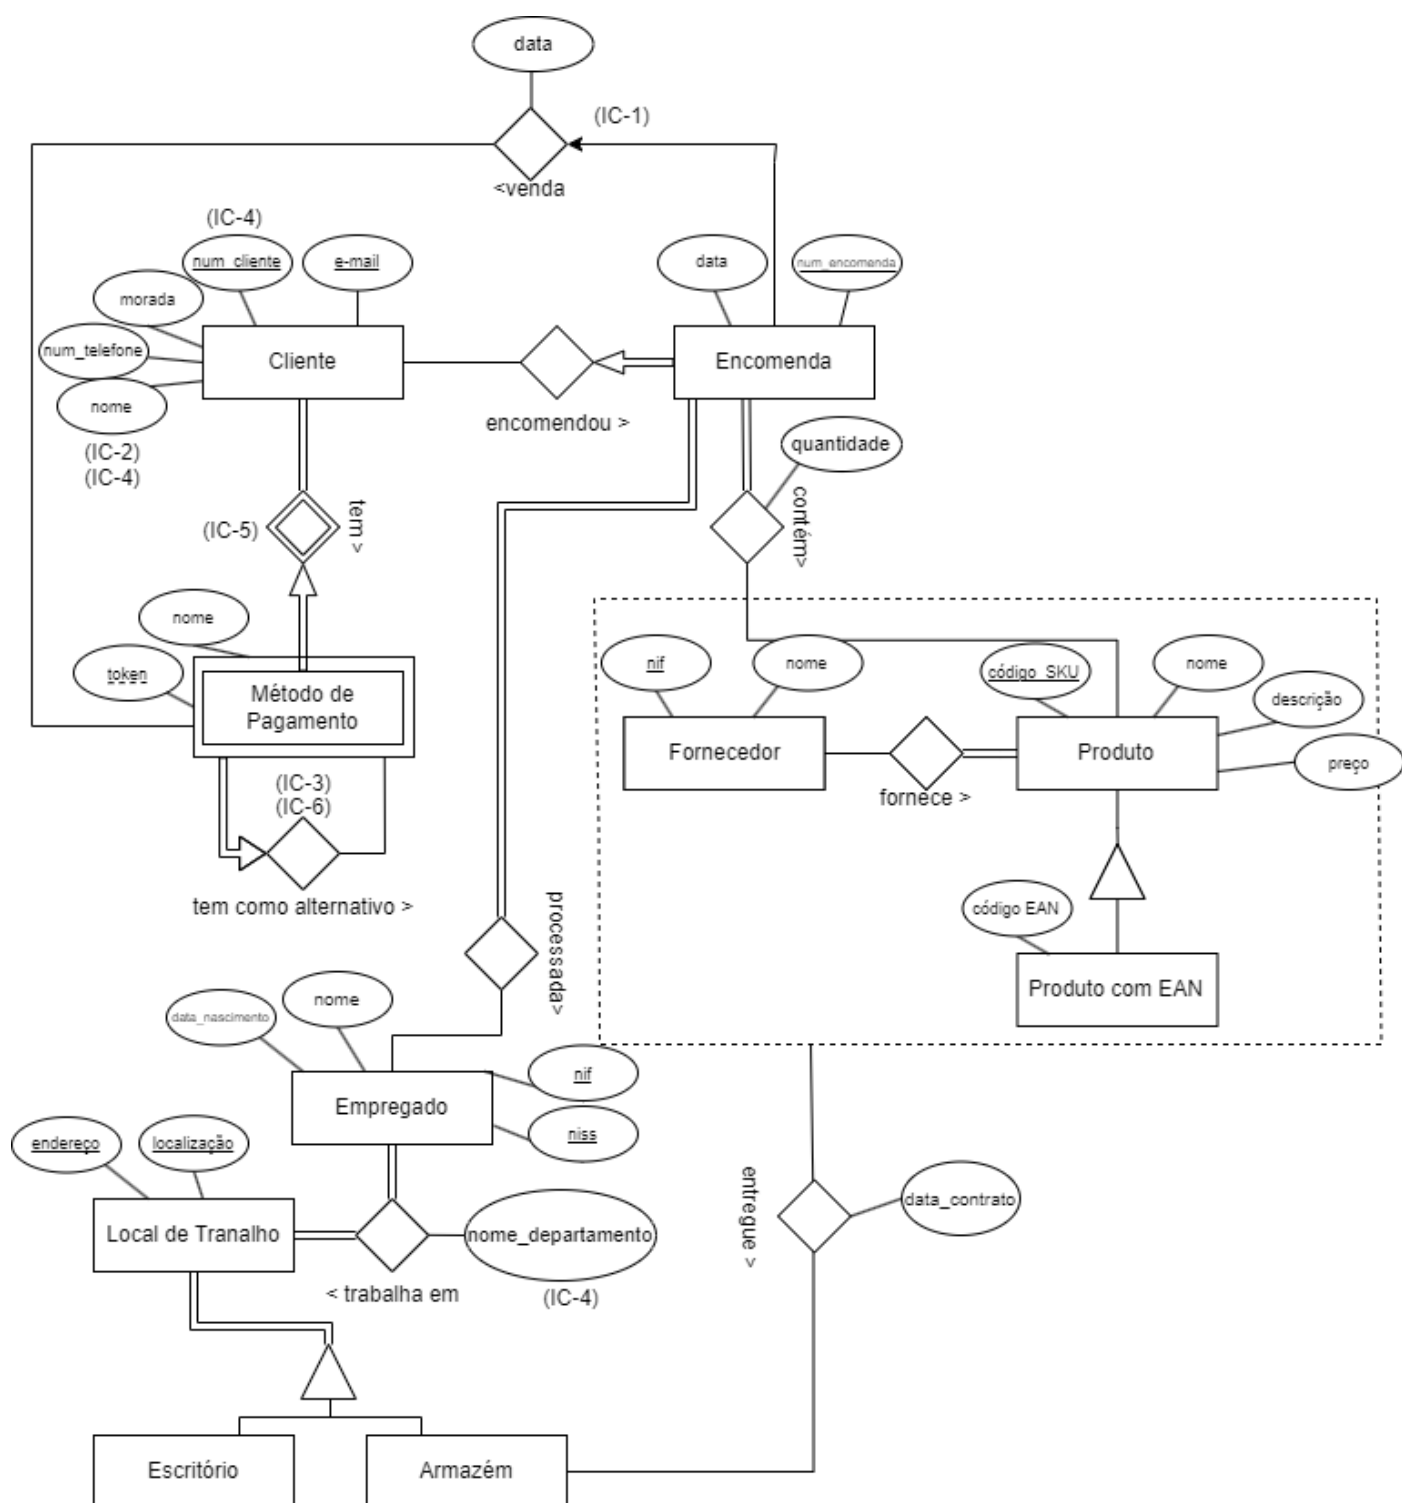 data
(IC-1)
<venda
(IC-4)
num_cliente
e-mail
data
num_encomenda
morada
num_telefone
nome
(IC-2)
(IC-4)
Cliente
Encomenda
encomendou >
quantidade
contém>
(IC-5)
tem >
nome
token
Método de
Pagamento
(IC-3)
(IC-6)
tem como alternativo >
nif
nome
código_SKU
nome
descrição
preço
Fornecedor
Produto
fornece >
código EAN
Produto com EAN
processada>
data_nascimento
nome
nif
niss
Empregado
endereço
localização
Local de Tranalho
nome_departamento
(IC-4)
< trabalha em
entregue >
data_contrato
Escritório
Armazém